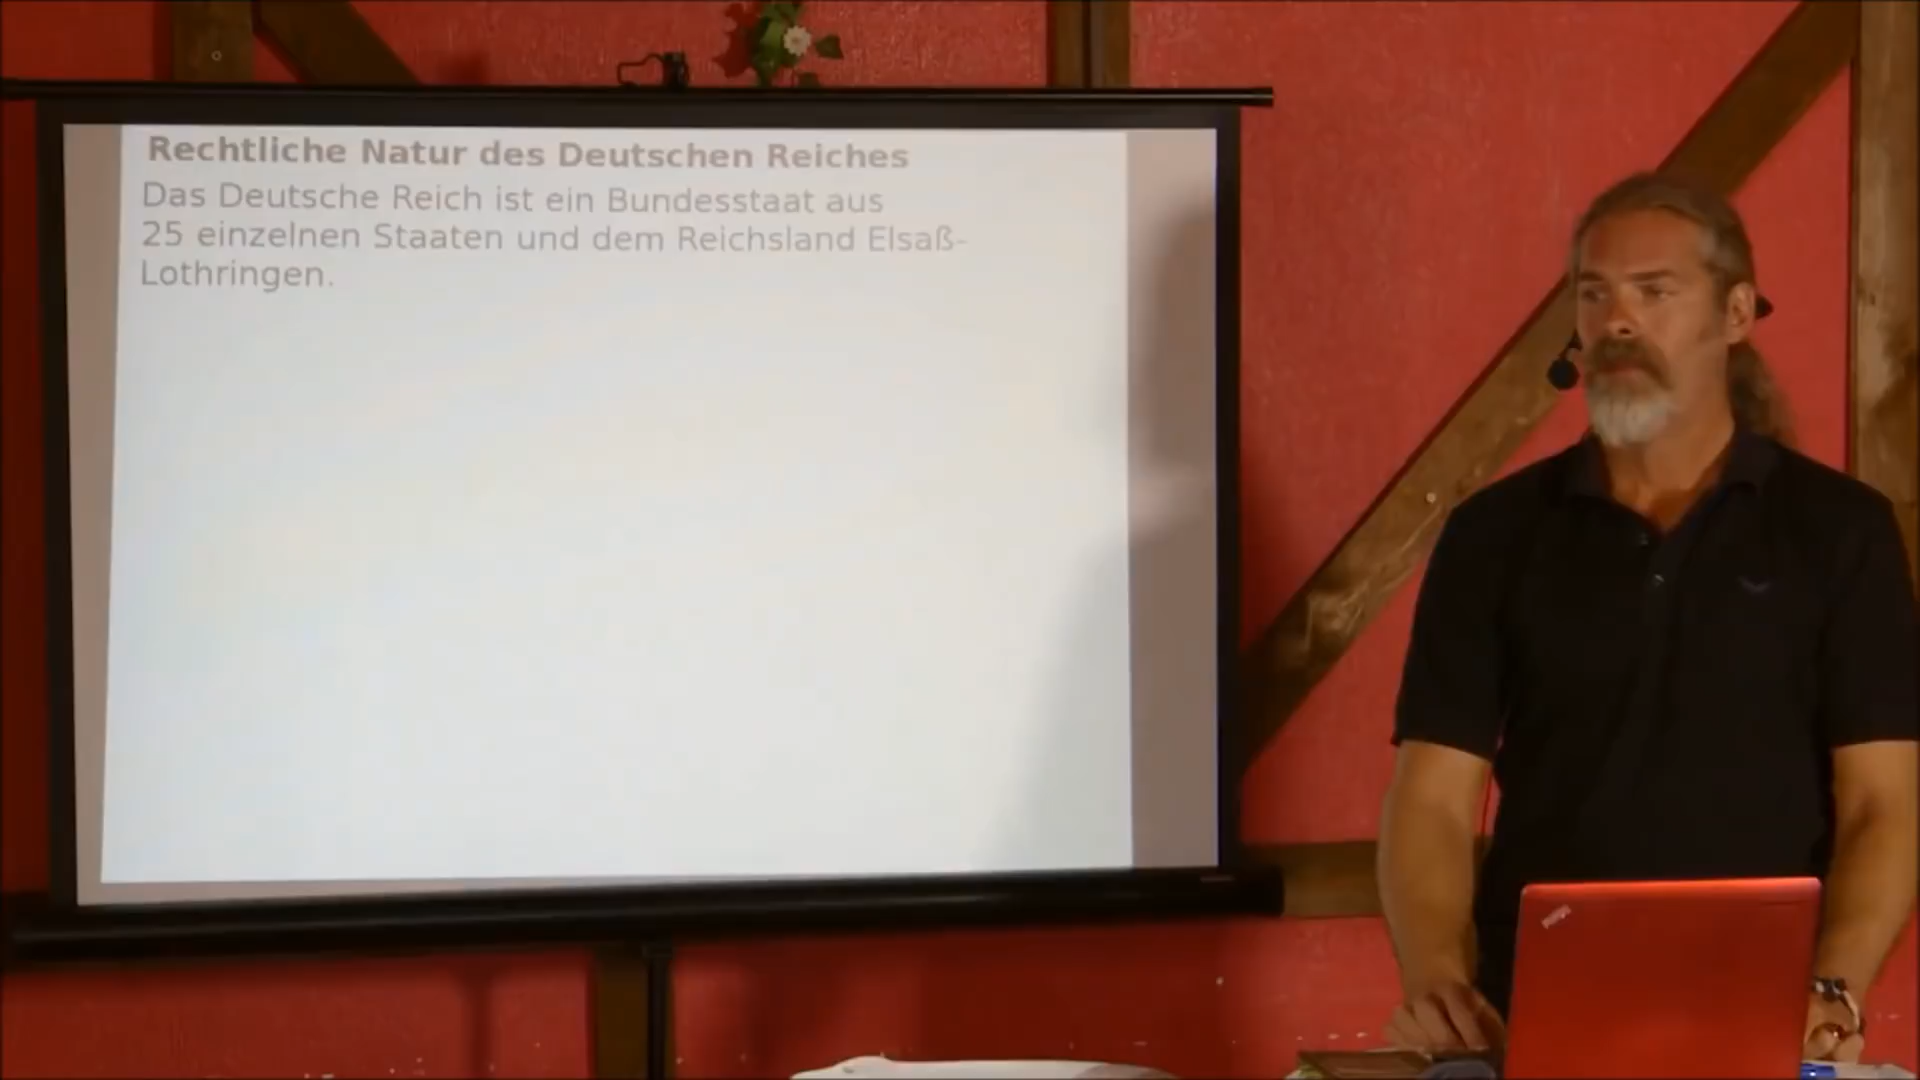 Rechtliche Natur des Deutschen Reiches
Das Deutsche Reich ist ein Bundesstaat aus
25 einzelnen Staaten und dem Reichsland Elsaß-
Lothringen.